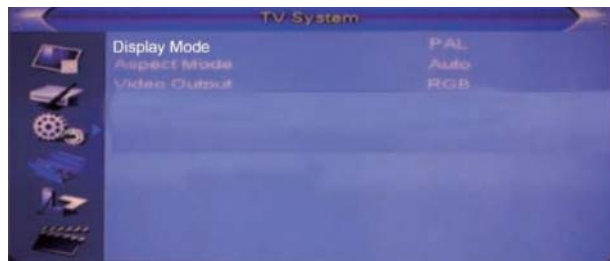 TV System
Display Mode PAL
Aspect Mode Auto
Video Output RGB